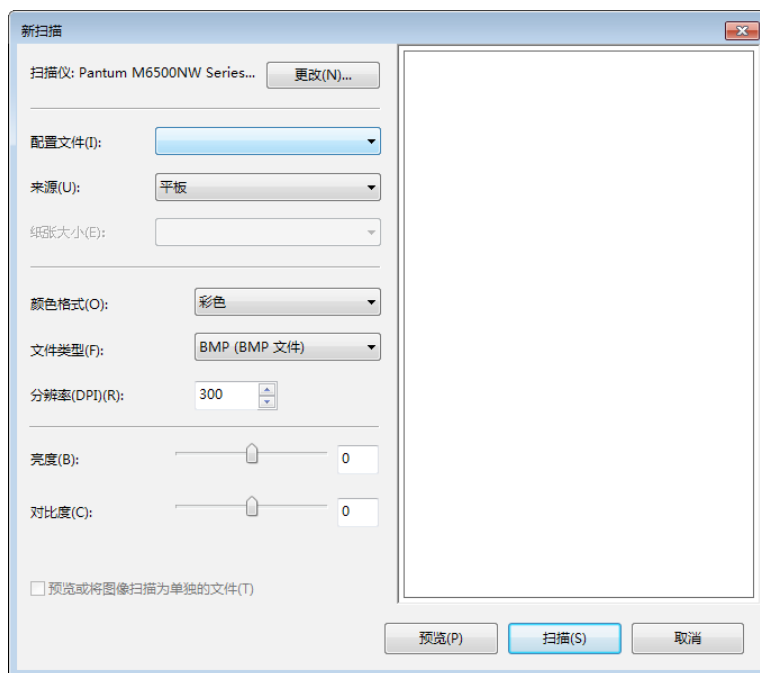 新扫描
扫描仪: Pantum M6500NW Series... 更改(N)...
配置文件(I):
来源(U): 平板
纸张大小(E):
颜色格式(O): 彩色
文件类型(F): BMP (BMP 文件)
分辨率(DPI)(R): 300
亮度(B): 0
对比度(C): 0
预览或将图像扫描为单独的文件(T)
预览(P) 扫描(S) 取消